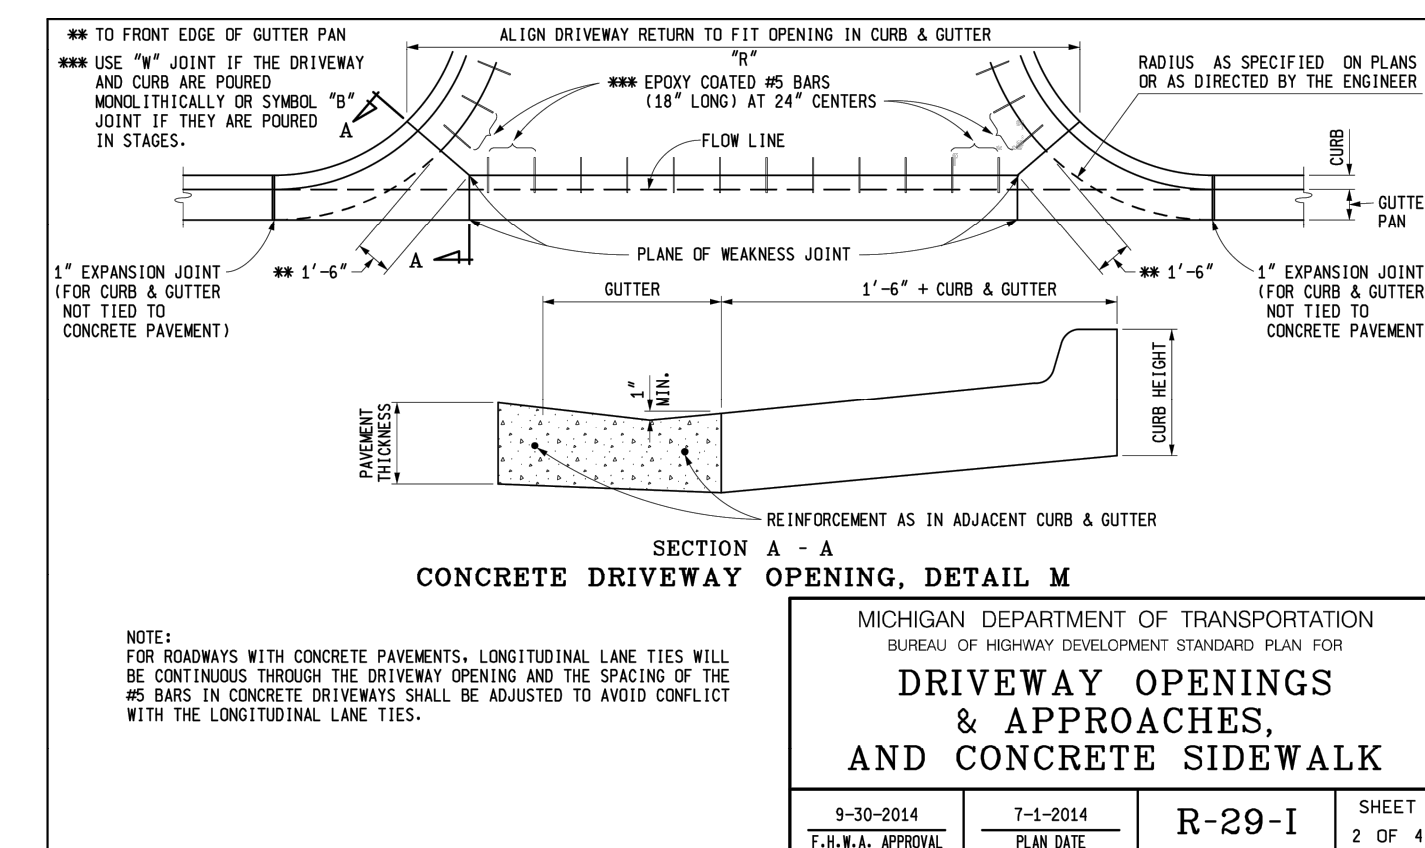 ** TO FRONT EDGE OF GUTTER PAN
*** USE "W" JOINT IF THE DRIVEWAY
AND CURB ARE POURED
MONOLITHICALLY OR SYMBOL "B"
JOINT IF THEY ARE POURED
IN STAGES.
ALIGN DRIVEWAY RETURN TO FIT OPENING IN CURB & GUTTER
"R"
*** EPOXY COATED #5 BARS
(18" LONG) AT 24" CENTERS
RADIUS AS SPECIFIED ON PLANS
OR AS DIRECTED BY THE ENGINEER
A
FLOW LINE
CURB
GUTTE
PAN
PLANE OF WEAKNESS JOINT
A
** 1'-6"
** 1'-6"
1" EXPANSION JOINT
(FOR CURB & GUTTER
NOT TIED TO
CONCRETE PAVEMENT)
1" EXPANSION JOINT
(FOR CURB & GUTTER
NOT TIED TO
CONCRETE PAVEMENT
GUTTER
1'-6" + CURB & GUTTER
1"
MIN.
PAVEMENT
THICKNESS
CURB HEIGHT
REINFORCEMENT AS IN ADJACENT CURB & GUTTER
SECTION A - A
CONCRETE DRIVEWAY OPENING, DETAIL M
NOTE:
FOR ROADWAYS WITH CONCRETE PAVEMENTS, LONGITUDINAL LANE TIES WILL
BE CONTINUOUS THROUGH THE DRIVEWAY OPENING AND THE SPACING OF THE
#5 BARS IN CONCRETE DRIVEWAYS SHALL BE ADJUSTED TO AVOID CONFLICT
WITH THE LONGITUDINAL LANE TIES.
MICHIGAN DEPARTMENT OF TRANSPORTATION
BUREAU OF HIGHWAY DEVELOPMENT STANDARD PLAN FOR
DRIVEWAY OPENINGS
& APPROACHES,
AND CONCRETE SIDEWALK
9-30-2014
F.H.W.A. APPROVAL
7-1-2014
PLAN DATE
R-29-I
SHEET
2 OF 4